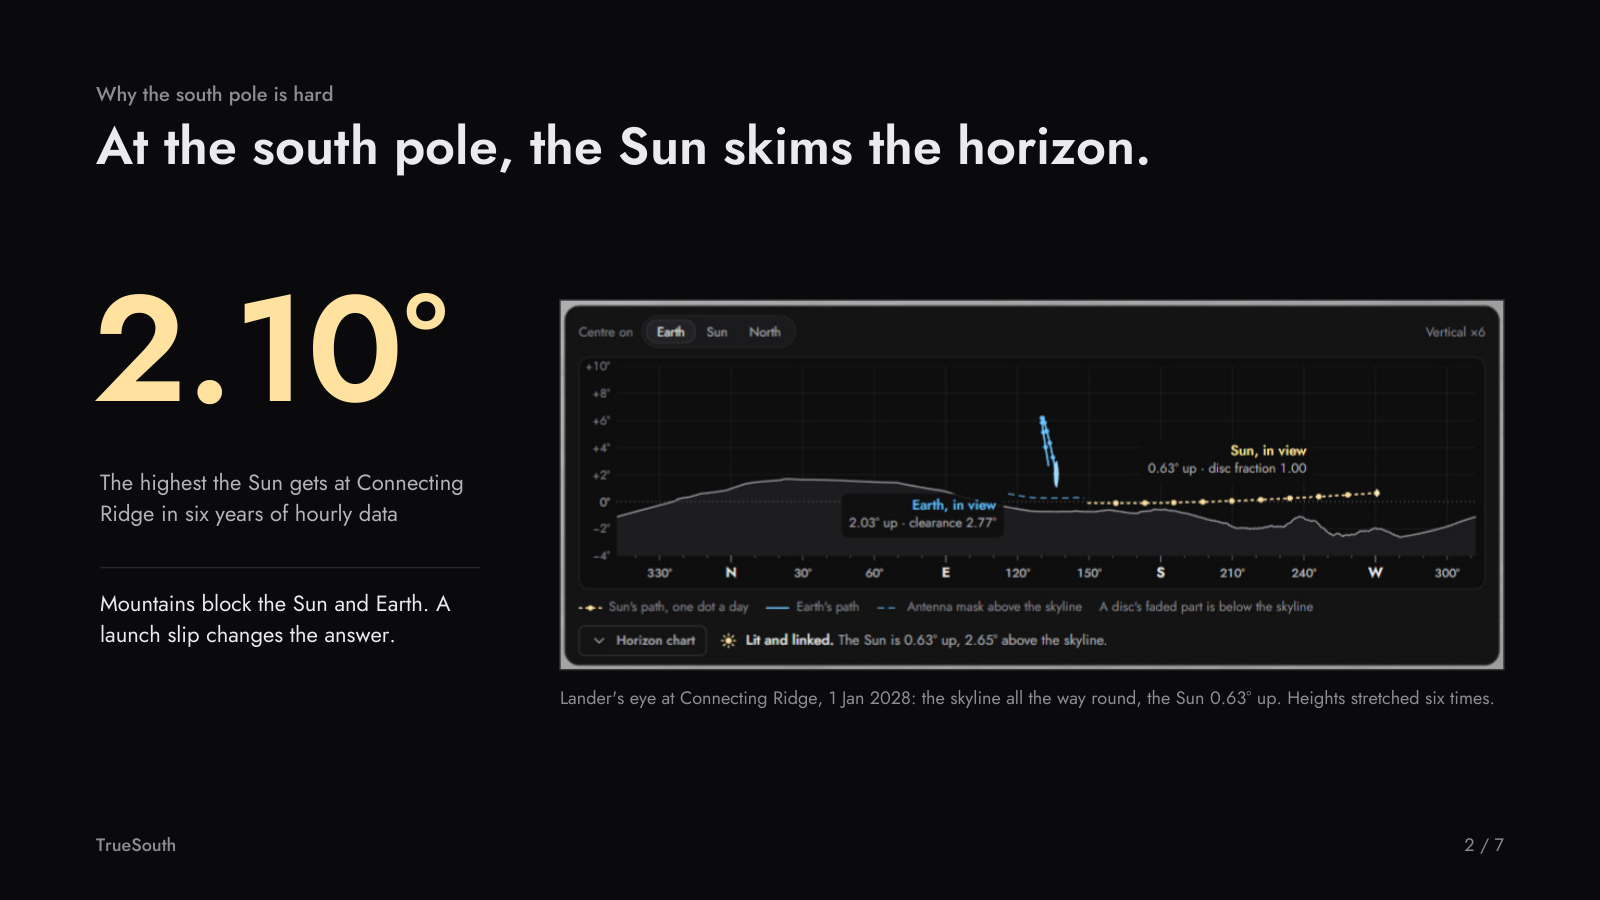 Why the south pole is hard
At the south pole, the Sun skims the horizon.
2.10°
The highest the Sun gets at Connecting
Ridge in six years of hourly data
Mountains block the Sun and Earth. A
launch slip changes the answer.
Centre on Earth Sun North Vertical ×6
+10°
+8°
+6°
+4°
+2°
0°
−2°
−4°
Sun, in view
0.63° up · disc fraction 1.00
Earth, in view
2.03° up · clearance 2.77°
330° N 30° 60° E 120° 150° S 210° 240° W 300°
Sun's path, one dot a day Earth's path Antenna mask above the skyline A disc's faded part is below the skyline
Horizon chart Lit and linked. The Sun is 0.63° up, 2.65° above the skyline.
Lander's eye at Connecting Ridge, 1 Jan 2028: the skyline all the way round, the Sun 0.63° up. Heights stretched six times.
TrueSouth 2 / 7